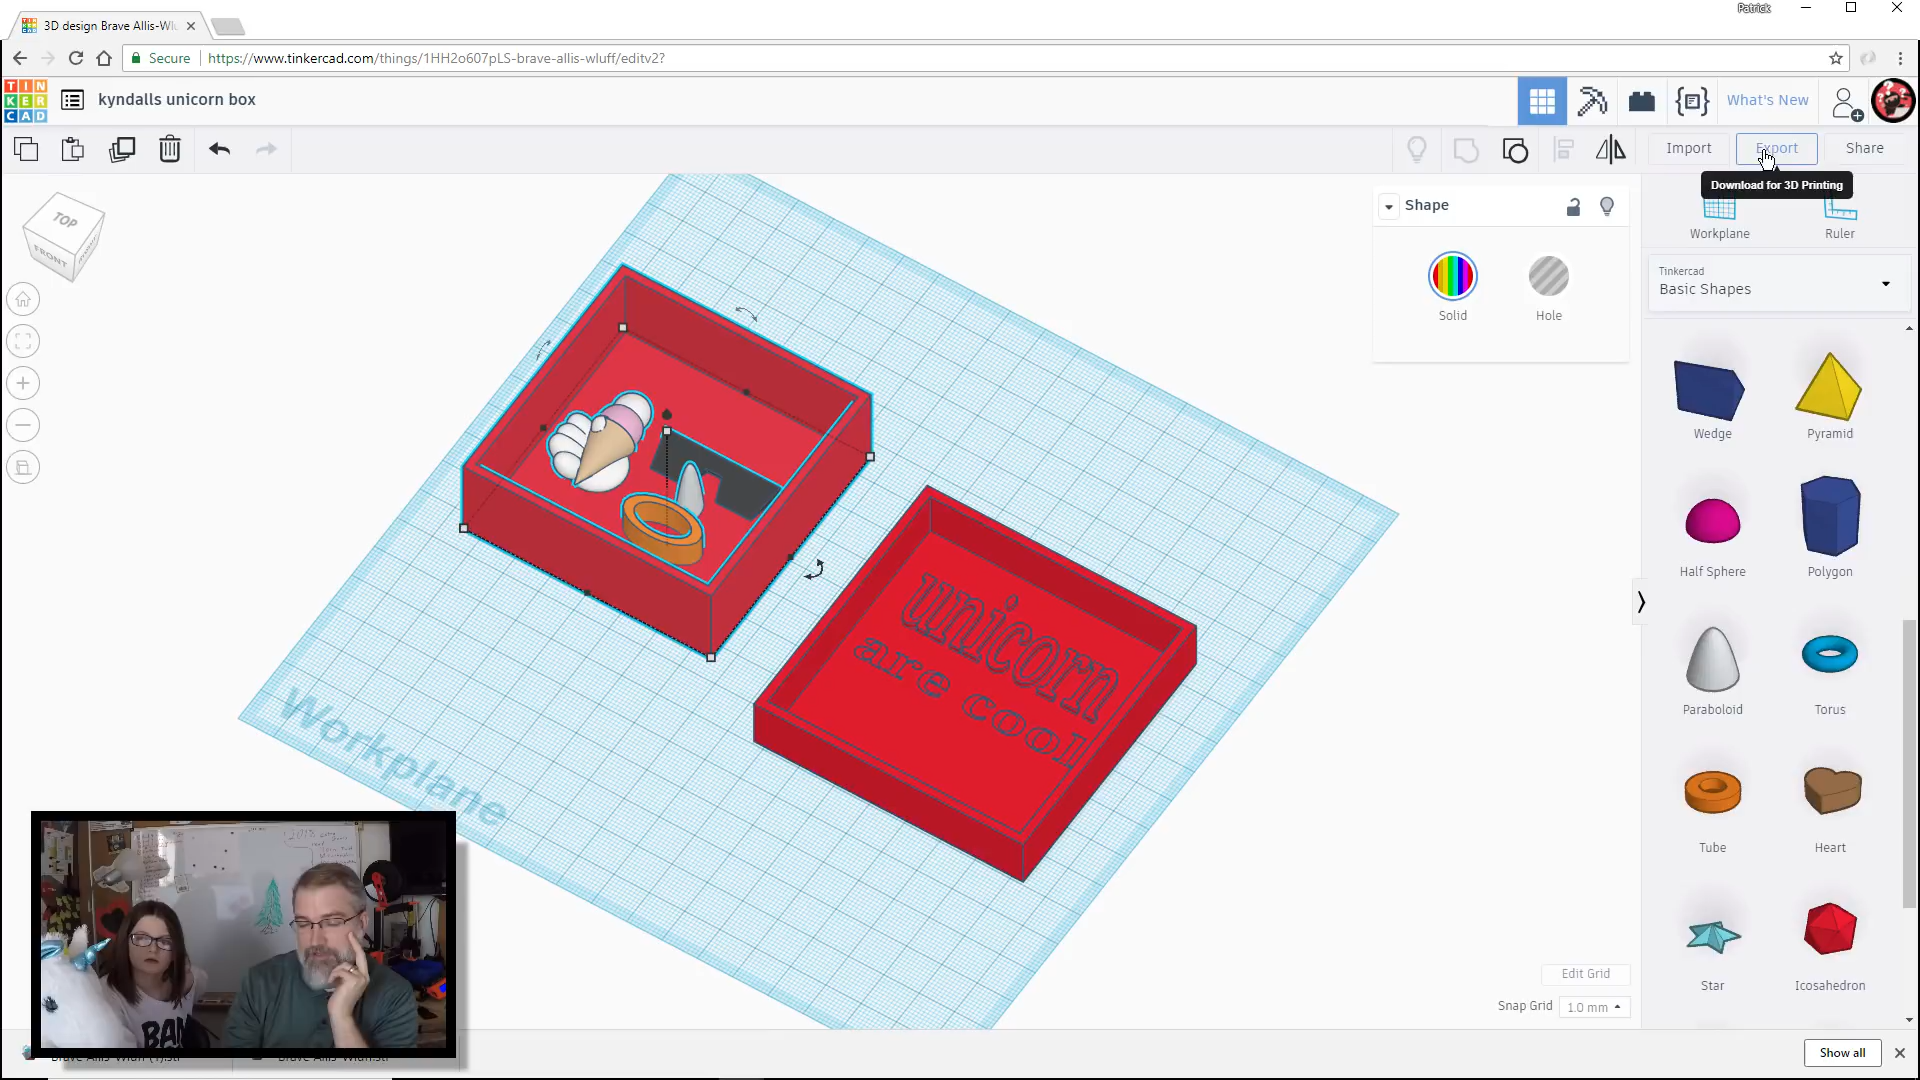 Patrick
3D design Brave Allis-Wlu
Secure
https://www.tinkercad.com/things/1HH2o607pLS-brave-allis-wluff/editv2?
TIN
KER
CAD
kyndalls unicorn box
What's New
Import
Export
Share
Download for 3D Printing
TOP
FRONT
Shape
Solid
Hole
Workplane
Ruler
Tinkercad
Basic Shapes
Wedge
Pyramid
Half Sphere
Polygon
Paraboloid
Torus
Tube
Heart
Star
Icosahedron
unicorn
are cool
Workplane
Edit Grid
Snap Grid
1.0 mm
2018
BAN
Show all